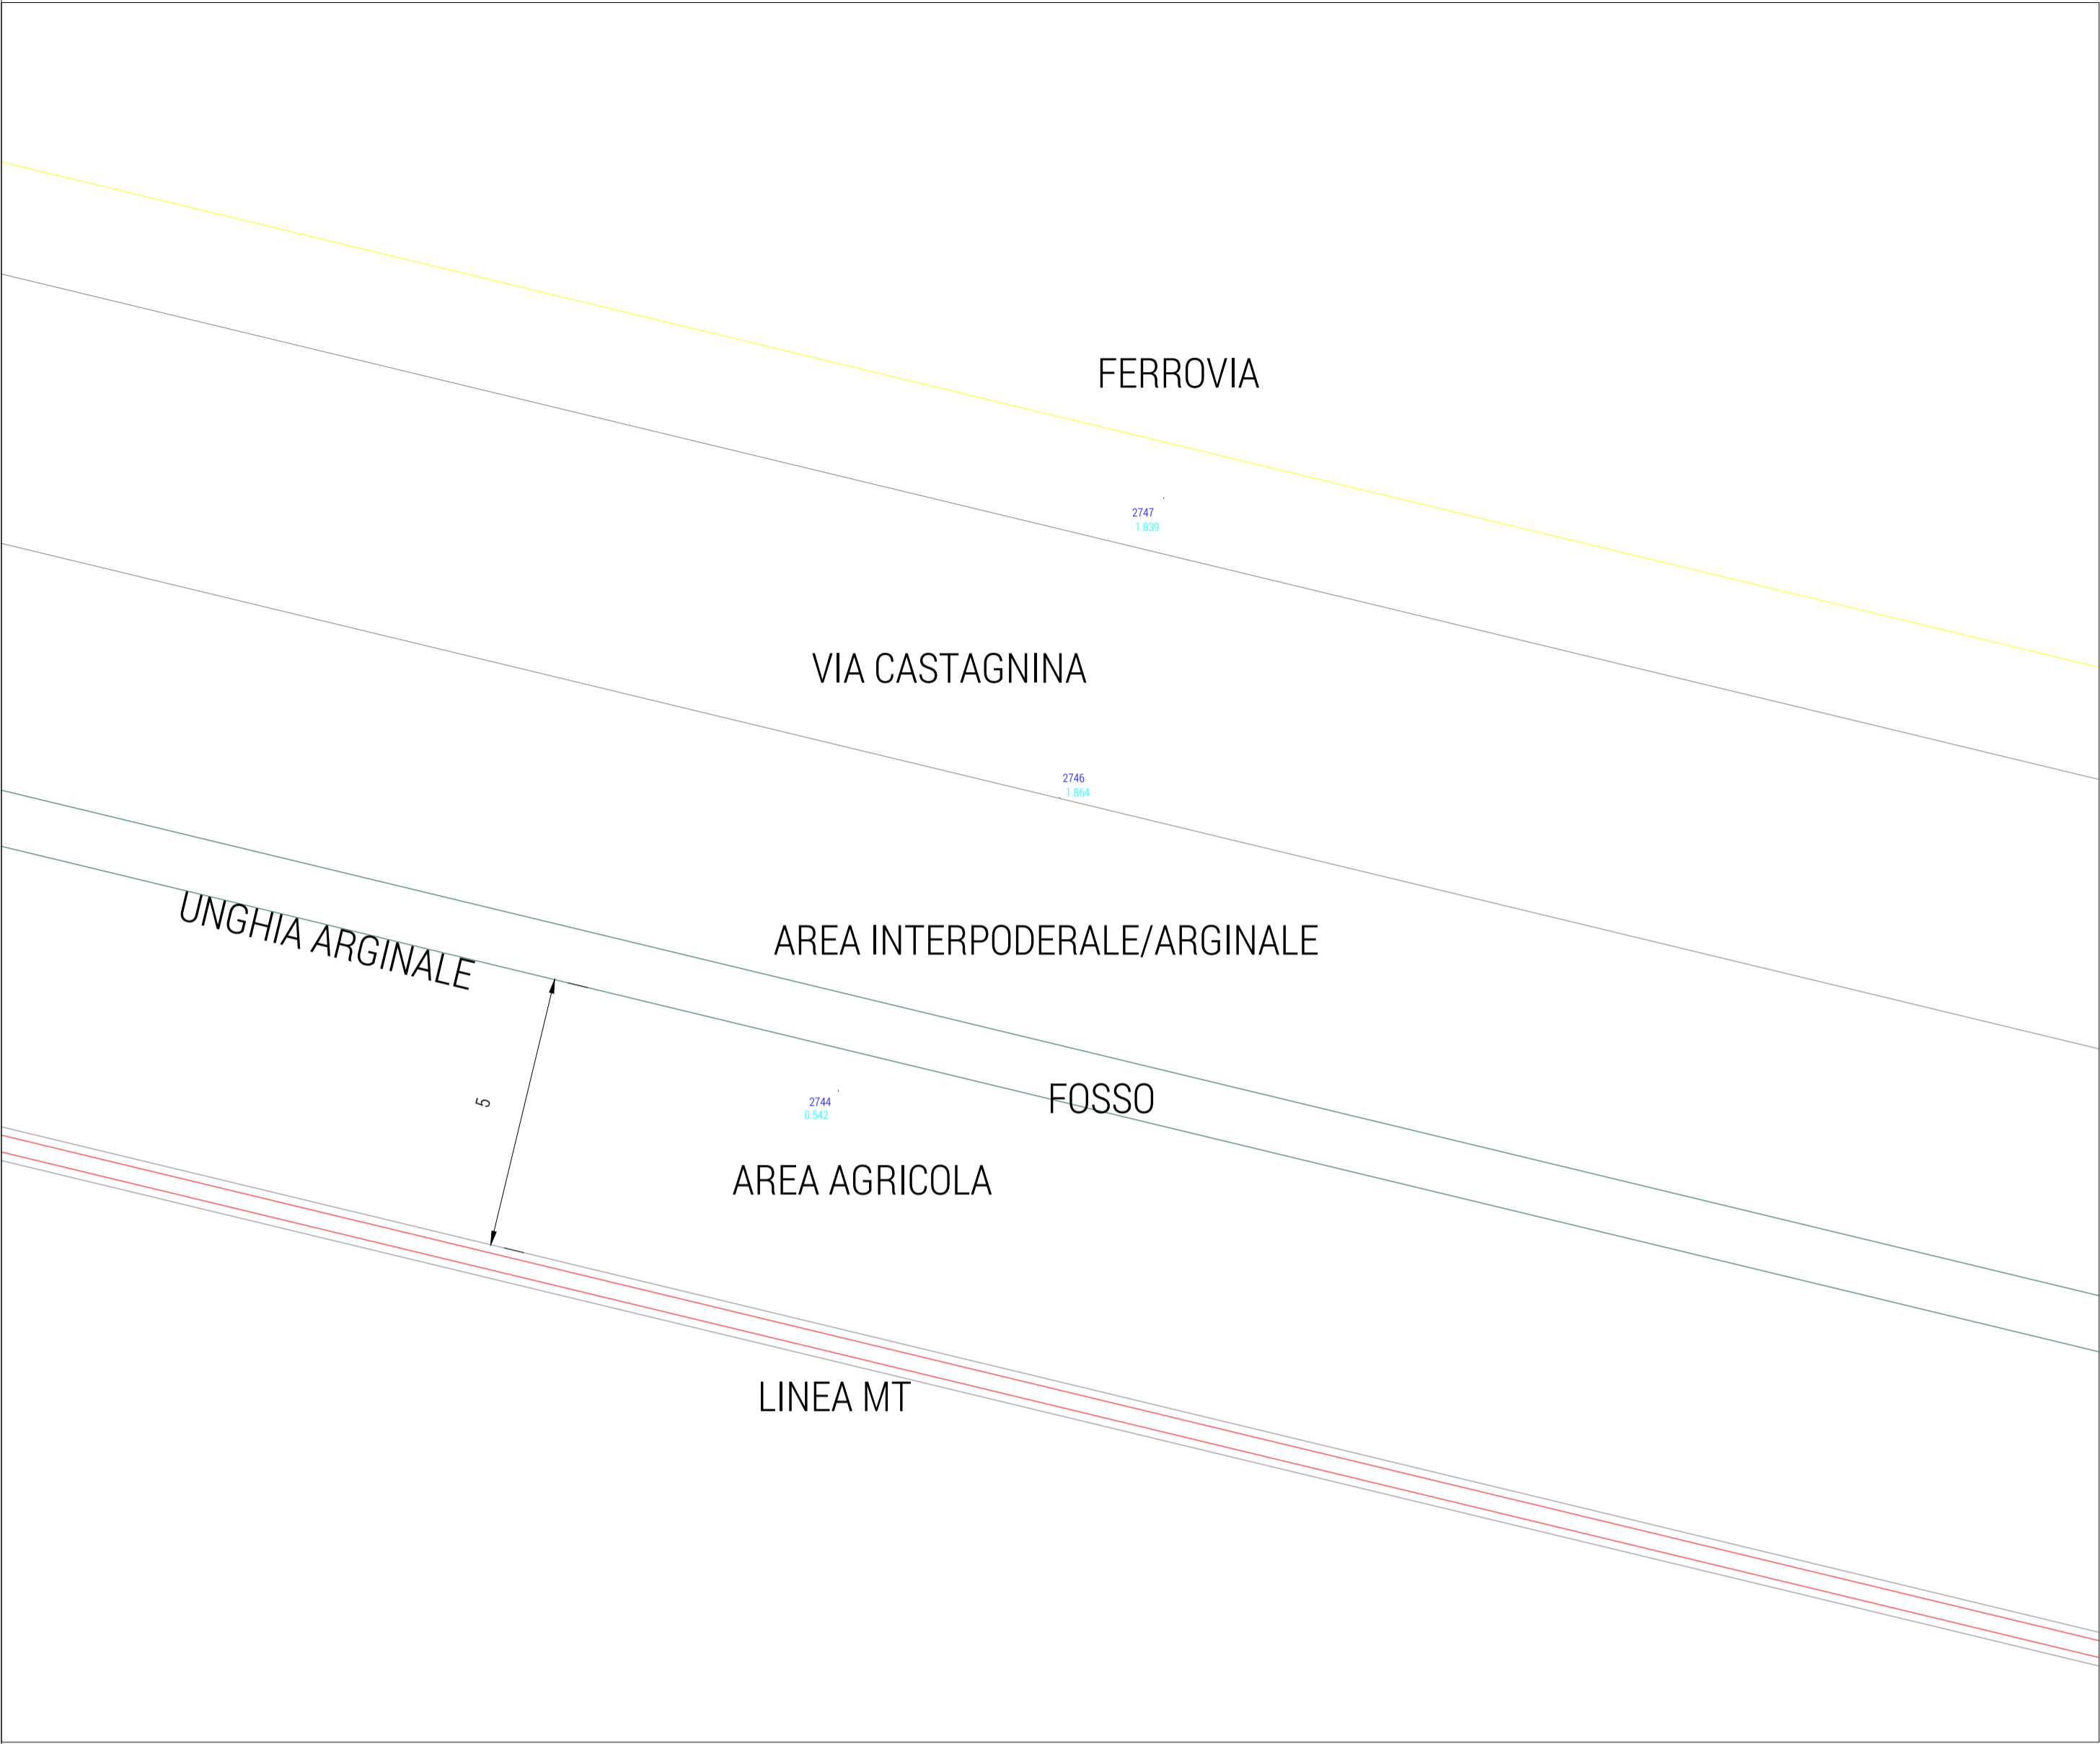 FERROVIA
2747
1.839
VIA CASTAGNINA
2746
1.864
UNGHIA ARGINALE
AREA INTERPODERALE/ARGINALE
5
FOSSO
2744
0.542
AREA AGRICOLA
LINEA MT